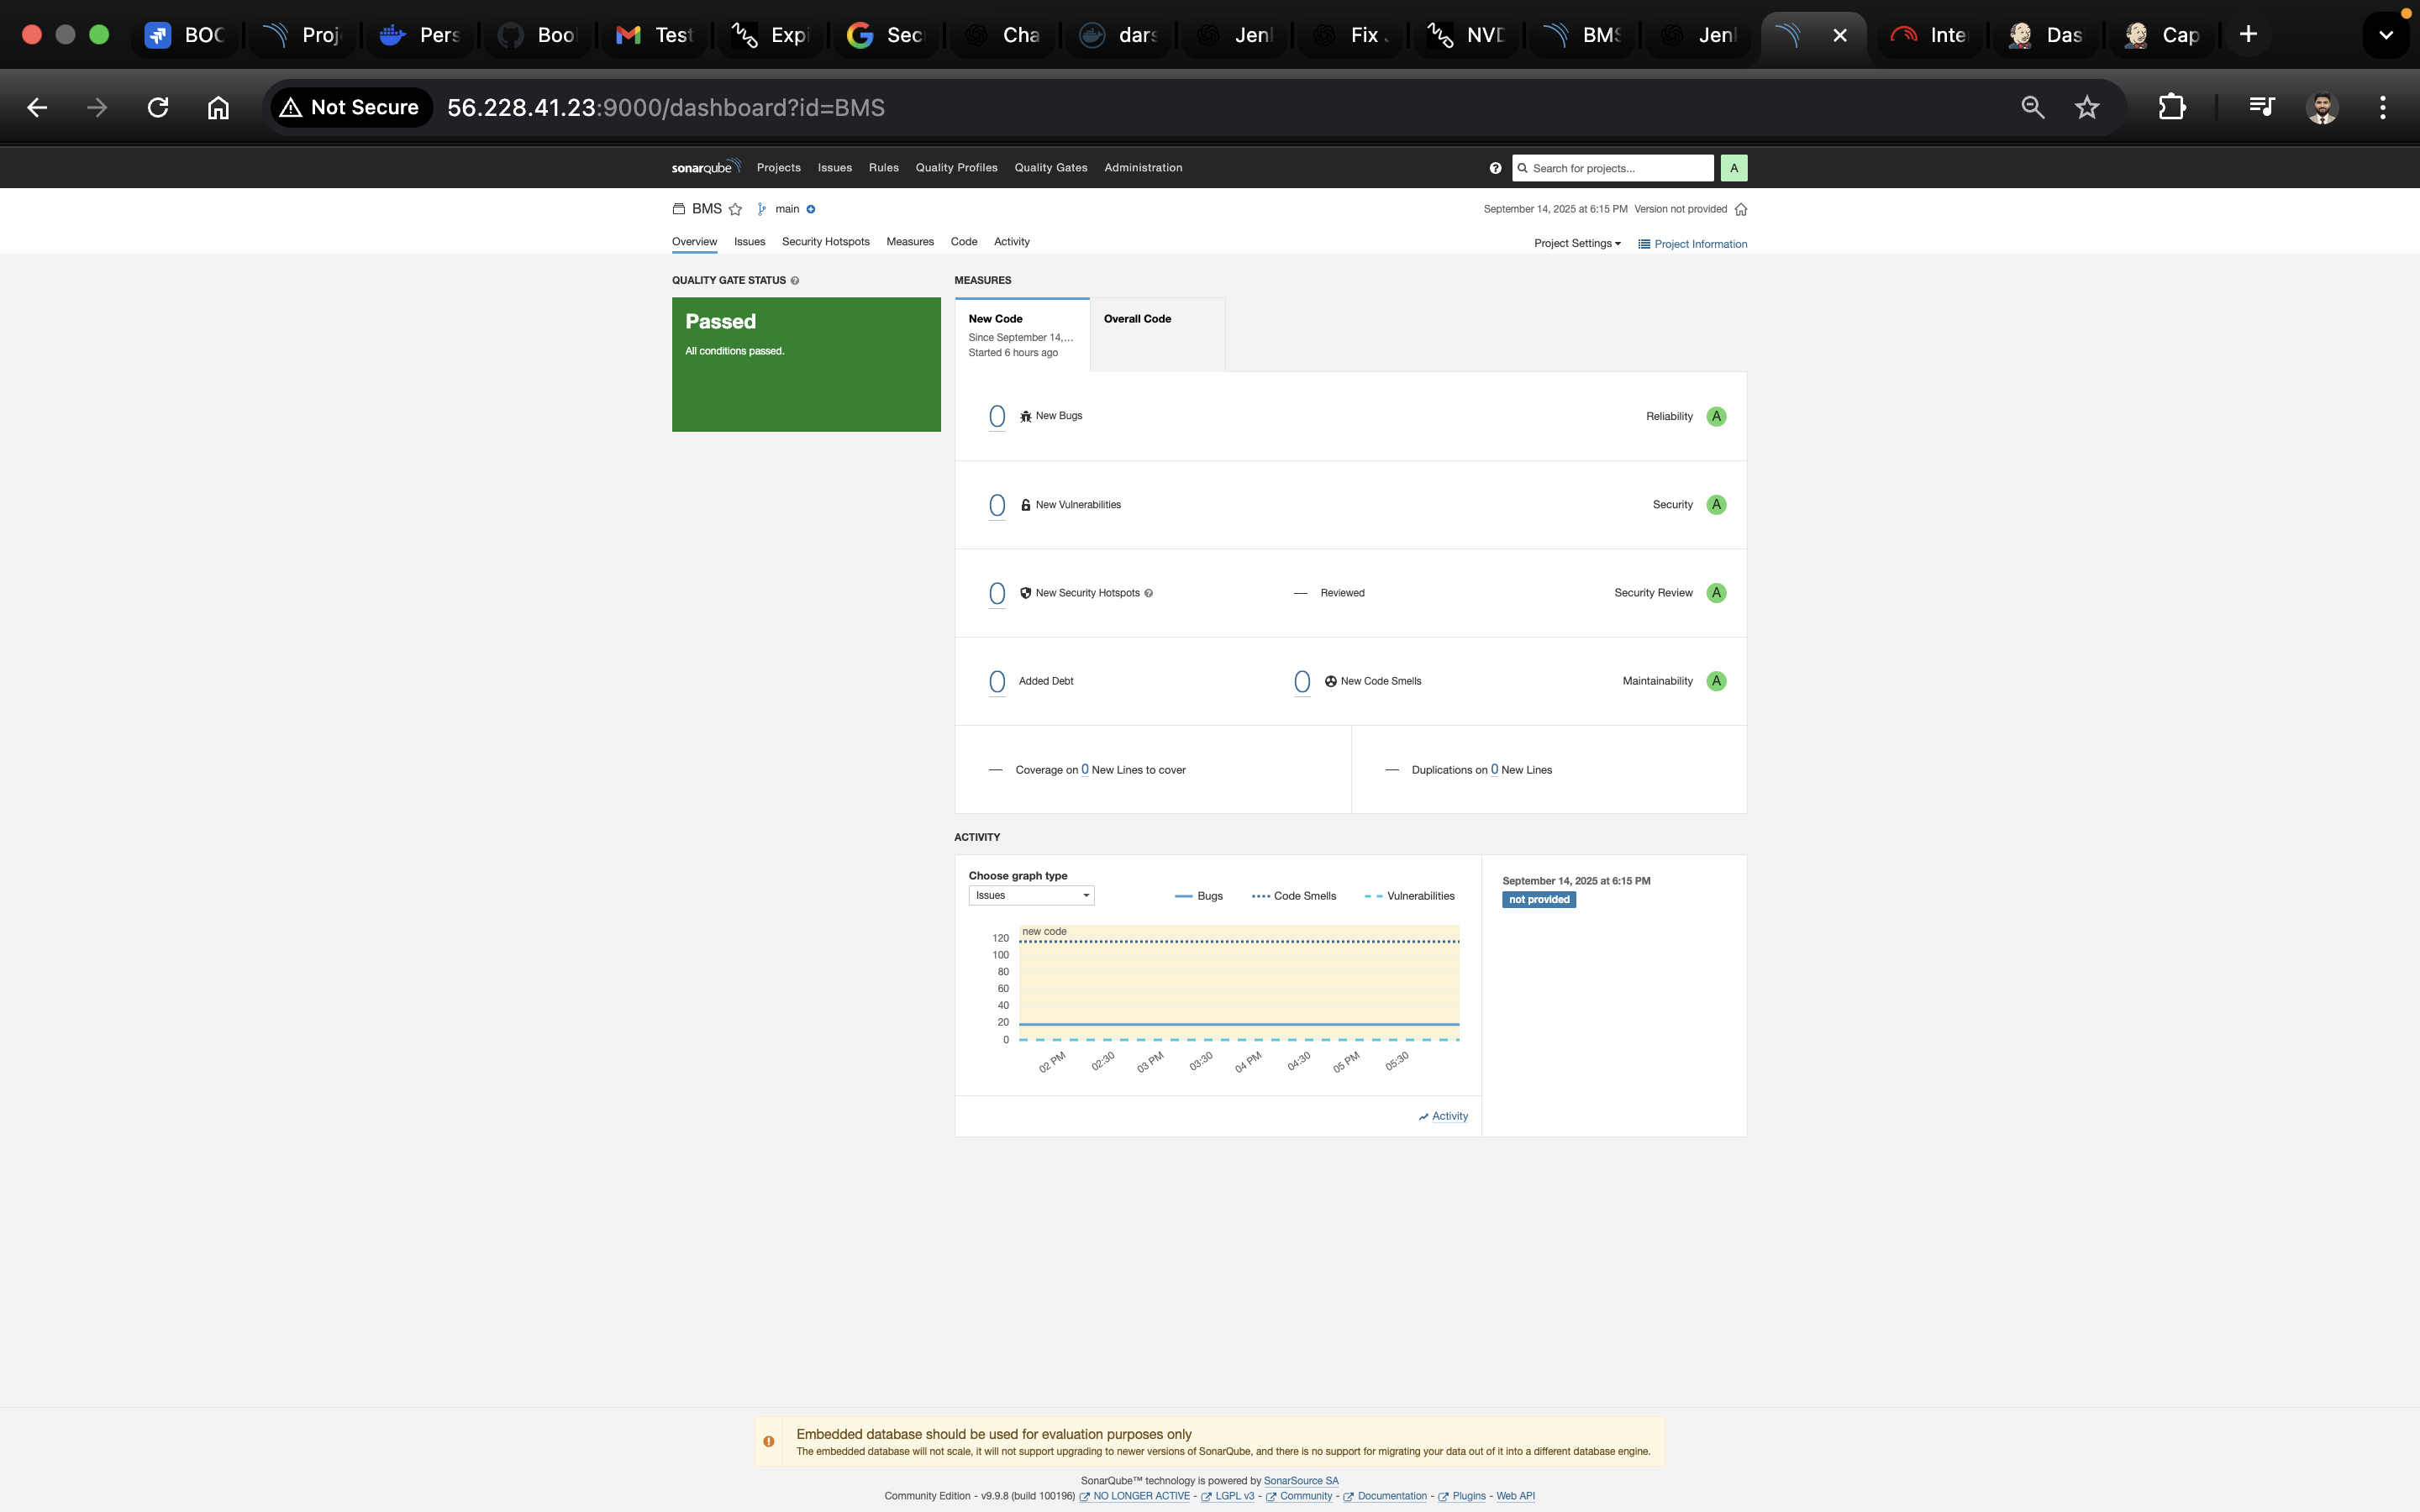 BOC
Proj
Pers
Bool
Test
Expi
Sec
Cha
dars
Jenl
Fix
NVD
BMS
Jenl
Inte
Das
Cap
Not Secure
56.228.41.23:9000/dashboard?id=BMS
sonarqube
Projects
Issues
Rules
Quality Profiles
Quality Gates
Administration
Search for projects...
A
BMS
main
September 14, 2025 at 6:15 PM
Version not provided
Overview
Issues
Security Hotspots
Measures
Code
Activity
Project Settings
Project Information
QUALITY GATE STATUS
Passed
All conditions passed.
MEASURES
New Code
Since September 14,...
Started 6 hours ago
Overall Code
0 New Bugs
Reliability A
0 New Vulnerabilities
Security A
0 New Security Hotspots
— Reviewed
Security Review A
0 Added Debt
0 New Code Smells
Maintainability A
— Coverage on 0 New Lines to cover
— Duplications on 0 New Lines
ACTIVITY
Choose graph type
Issues
Bugs
Code Smells
Vulnerabilities
new code
120
100
80
60
40
20
0
02 PM
02:30
03 PM
03:30
04 PM
04:30
05 PM
05:30
Activity
September 14, 2025 at 6:15 PM
not provided
Embedded database should be used for evaluation purposes only
The embedded database will not scale, it will not support upgrading to newer versions of SonarQube, and there is no support for migrating your data out of it into a different database engine.
SonarQube™ technology is powered by SonarSource SA
Community Edition - v9.9.8 (build 100196) NO LONGER ACTIVE - LGPL v3 - Community - Documentation - Plugins - Web API